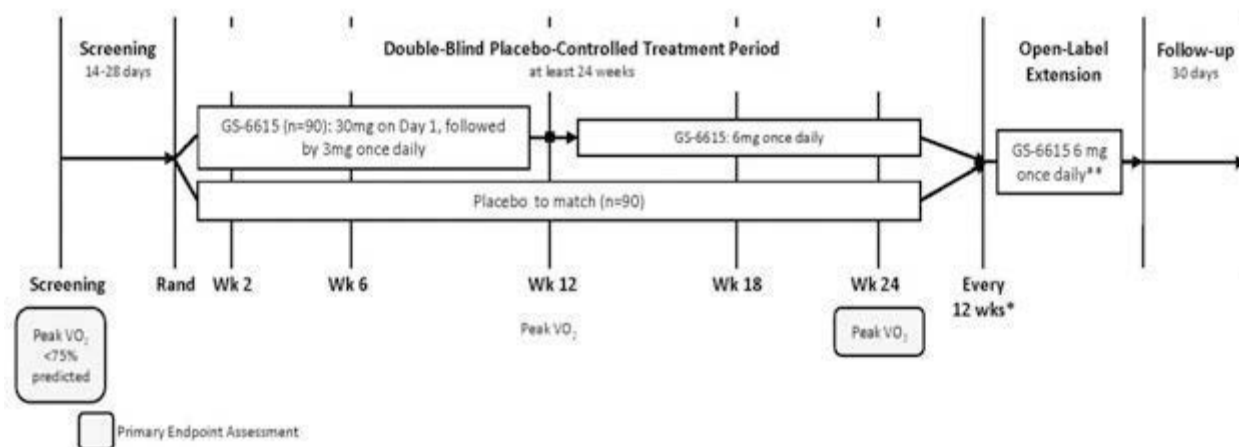 Screening
14-28 days
Double-Blind Placebo-Controlled Treatment Period
at least 24 weeks
Open-Label
Extension
Follow-up
30 days
GS-6615 (n=90): 30mg on Day 1, followed
by 3mg once daily
GS-6615: 6mg once daily
GS-6615 6 mg
once daily**
Placebo to match (n=90)
Screening
Rand
Wk 2
Wk 6
Wk 12
Wk 18
Wk 24
Every
12 wks*
Peak VO₂
<75%
predicted
Peak VO₂
Peak VO₂
Primary Endpoint Assessment